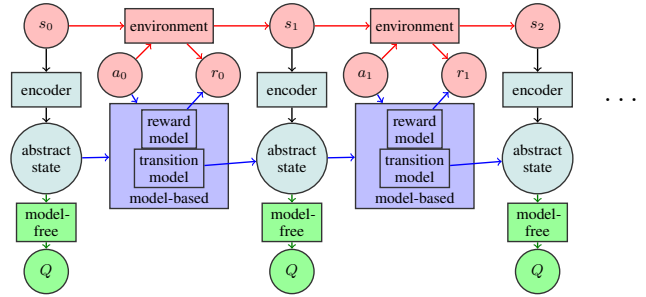 s0 environment s1 environment s2
a0 r0 a1 r1
encoder encoder encoder
reward
model
reward
model
...
abstract
state
transition
model
abstract
state
transition
model
abstract
state
model-based model-based
model-
free
model-
free
model-
free
Q Q Q